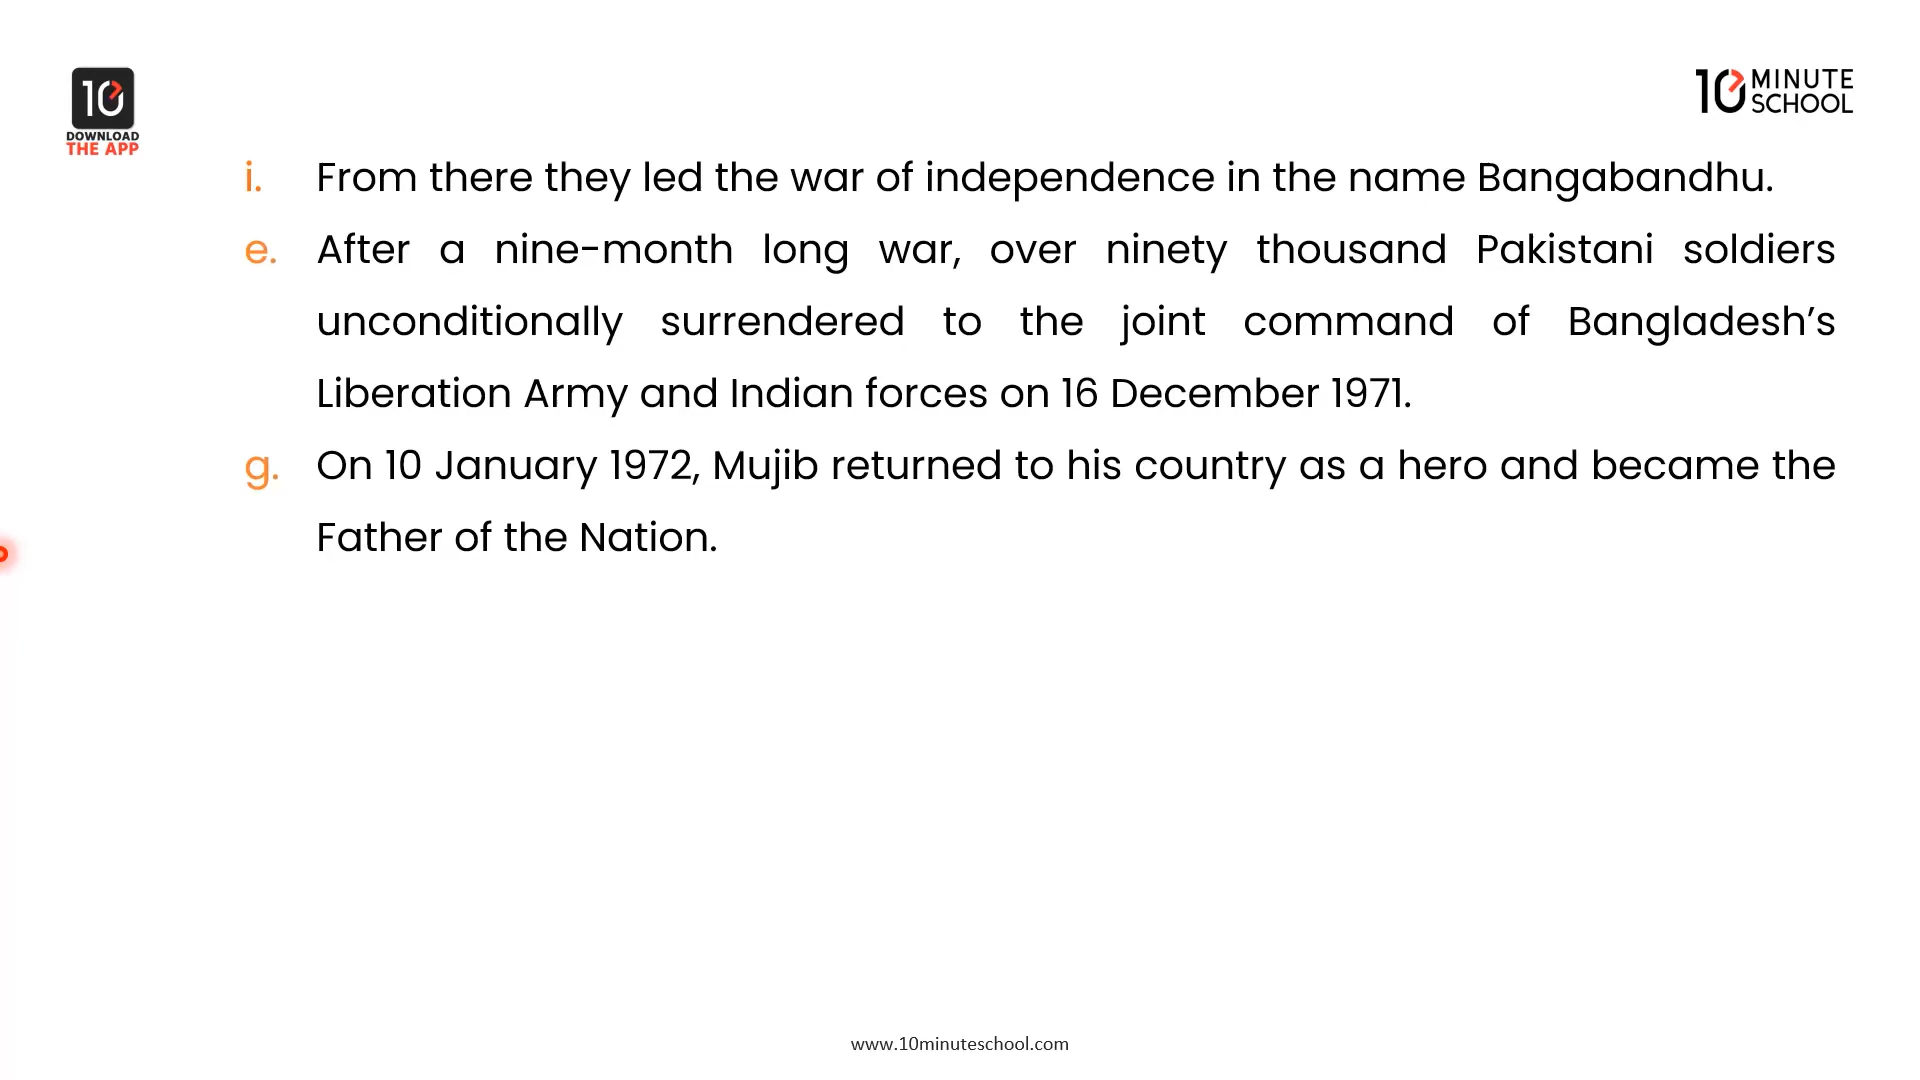 10
DOWNLOAD
THE APP
10 MINUTE
SCHOOL
i. From there they led the war of independence in the name Bangabandhu.
e. After a nine-month long war, over ninety thousand Pakistani soldiers
unconditionally surrendered to the joint command of Bangladesh’s
Liberation Army and Indian forces on 16 December 1971.
g. On 10 January 1972, Mujib returned to his country as a hero and became the
Father of the Nation.
www.10minuteschool.com